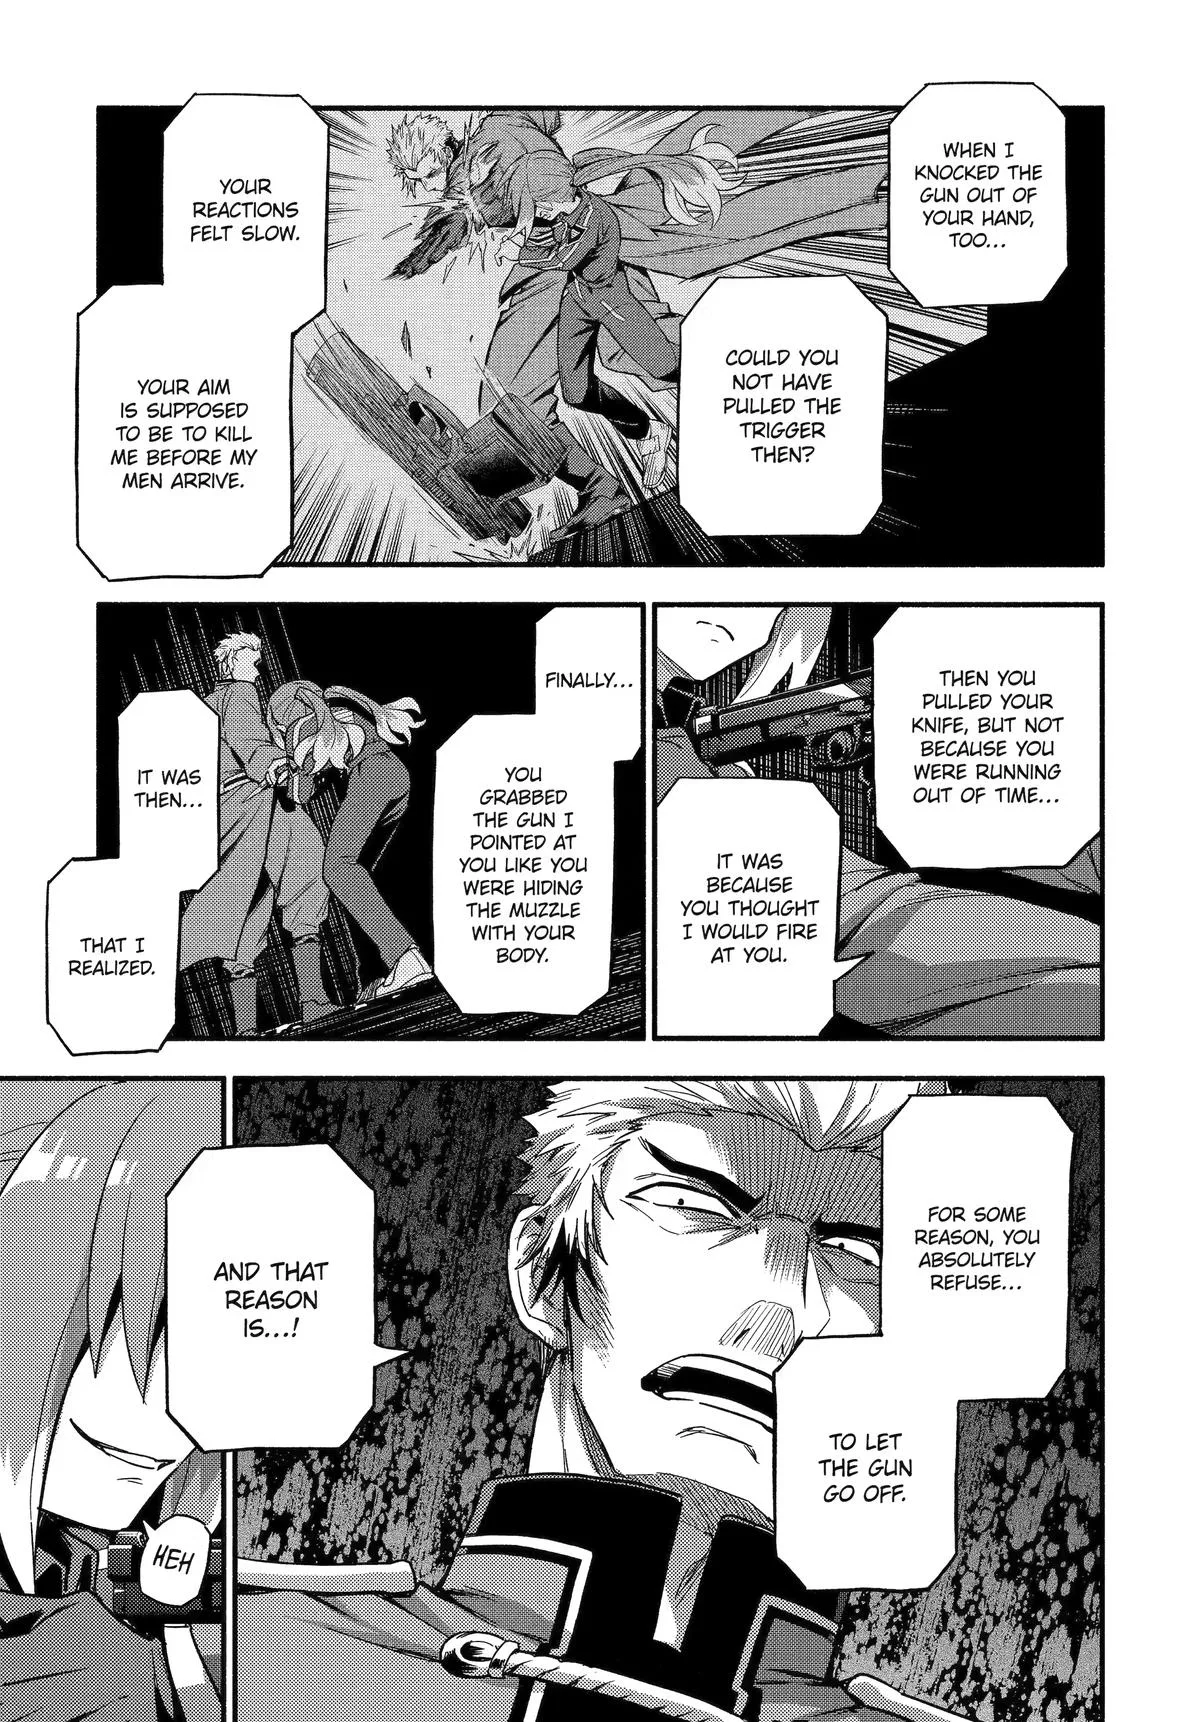 WHEN I
KNOCKED THE
GUN OUT OF
YOUR HAND,
TOO...
COULD YOU
NOT HAVE
PULLED THE
TRIGGER
THEN?
YOUR
REACTIONS
FELT SLOW.
YOUR AIM
IS SUPPOSED
TO BE TO KILL
ME BEFORE MY
MEN ARRIVE.
THEN YOU
PULLED YOUR
KNIFE, BUT NOT
BECAUSE YOU
WERE RUNNING
OUT OF TIME...
IT WAS
BECAUSE
YOU THOUGHT
I WOULD FIRE
AT YOU.
FINALLY...
YOU
GRABBED
THE GUN I
POINTED AT
YOU LIKE YOU
WERE HIDING
THE MUZZLE
WITH YOUR
BODY.
IT WAS
THEN...
THAT I
REALIZED.
FOR SOME
REASON, YOU
ABSOLUTELY
REFUSE...
TO LET
THE GUN
GO OFF.
AND THAT
REASON
IS...!
HEH